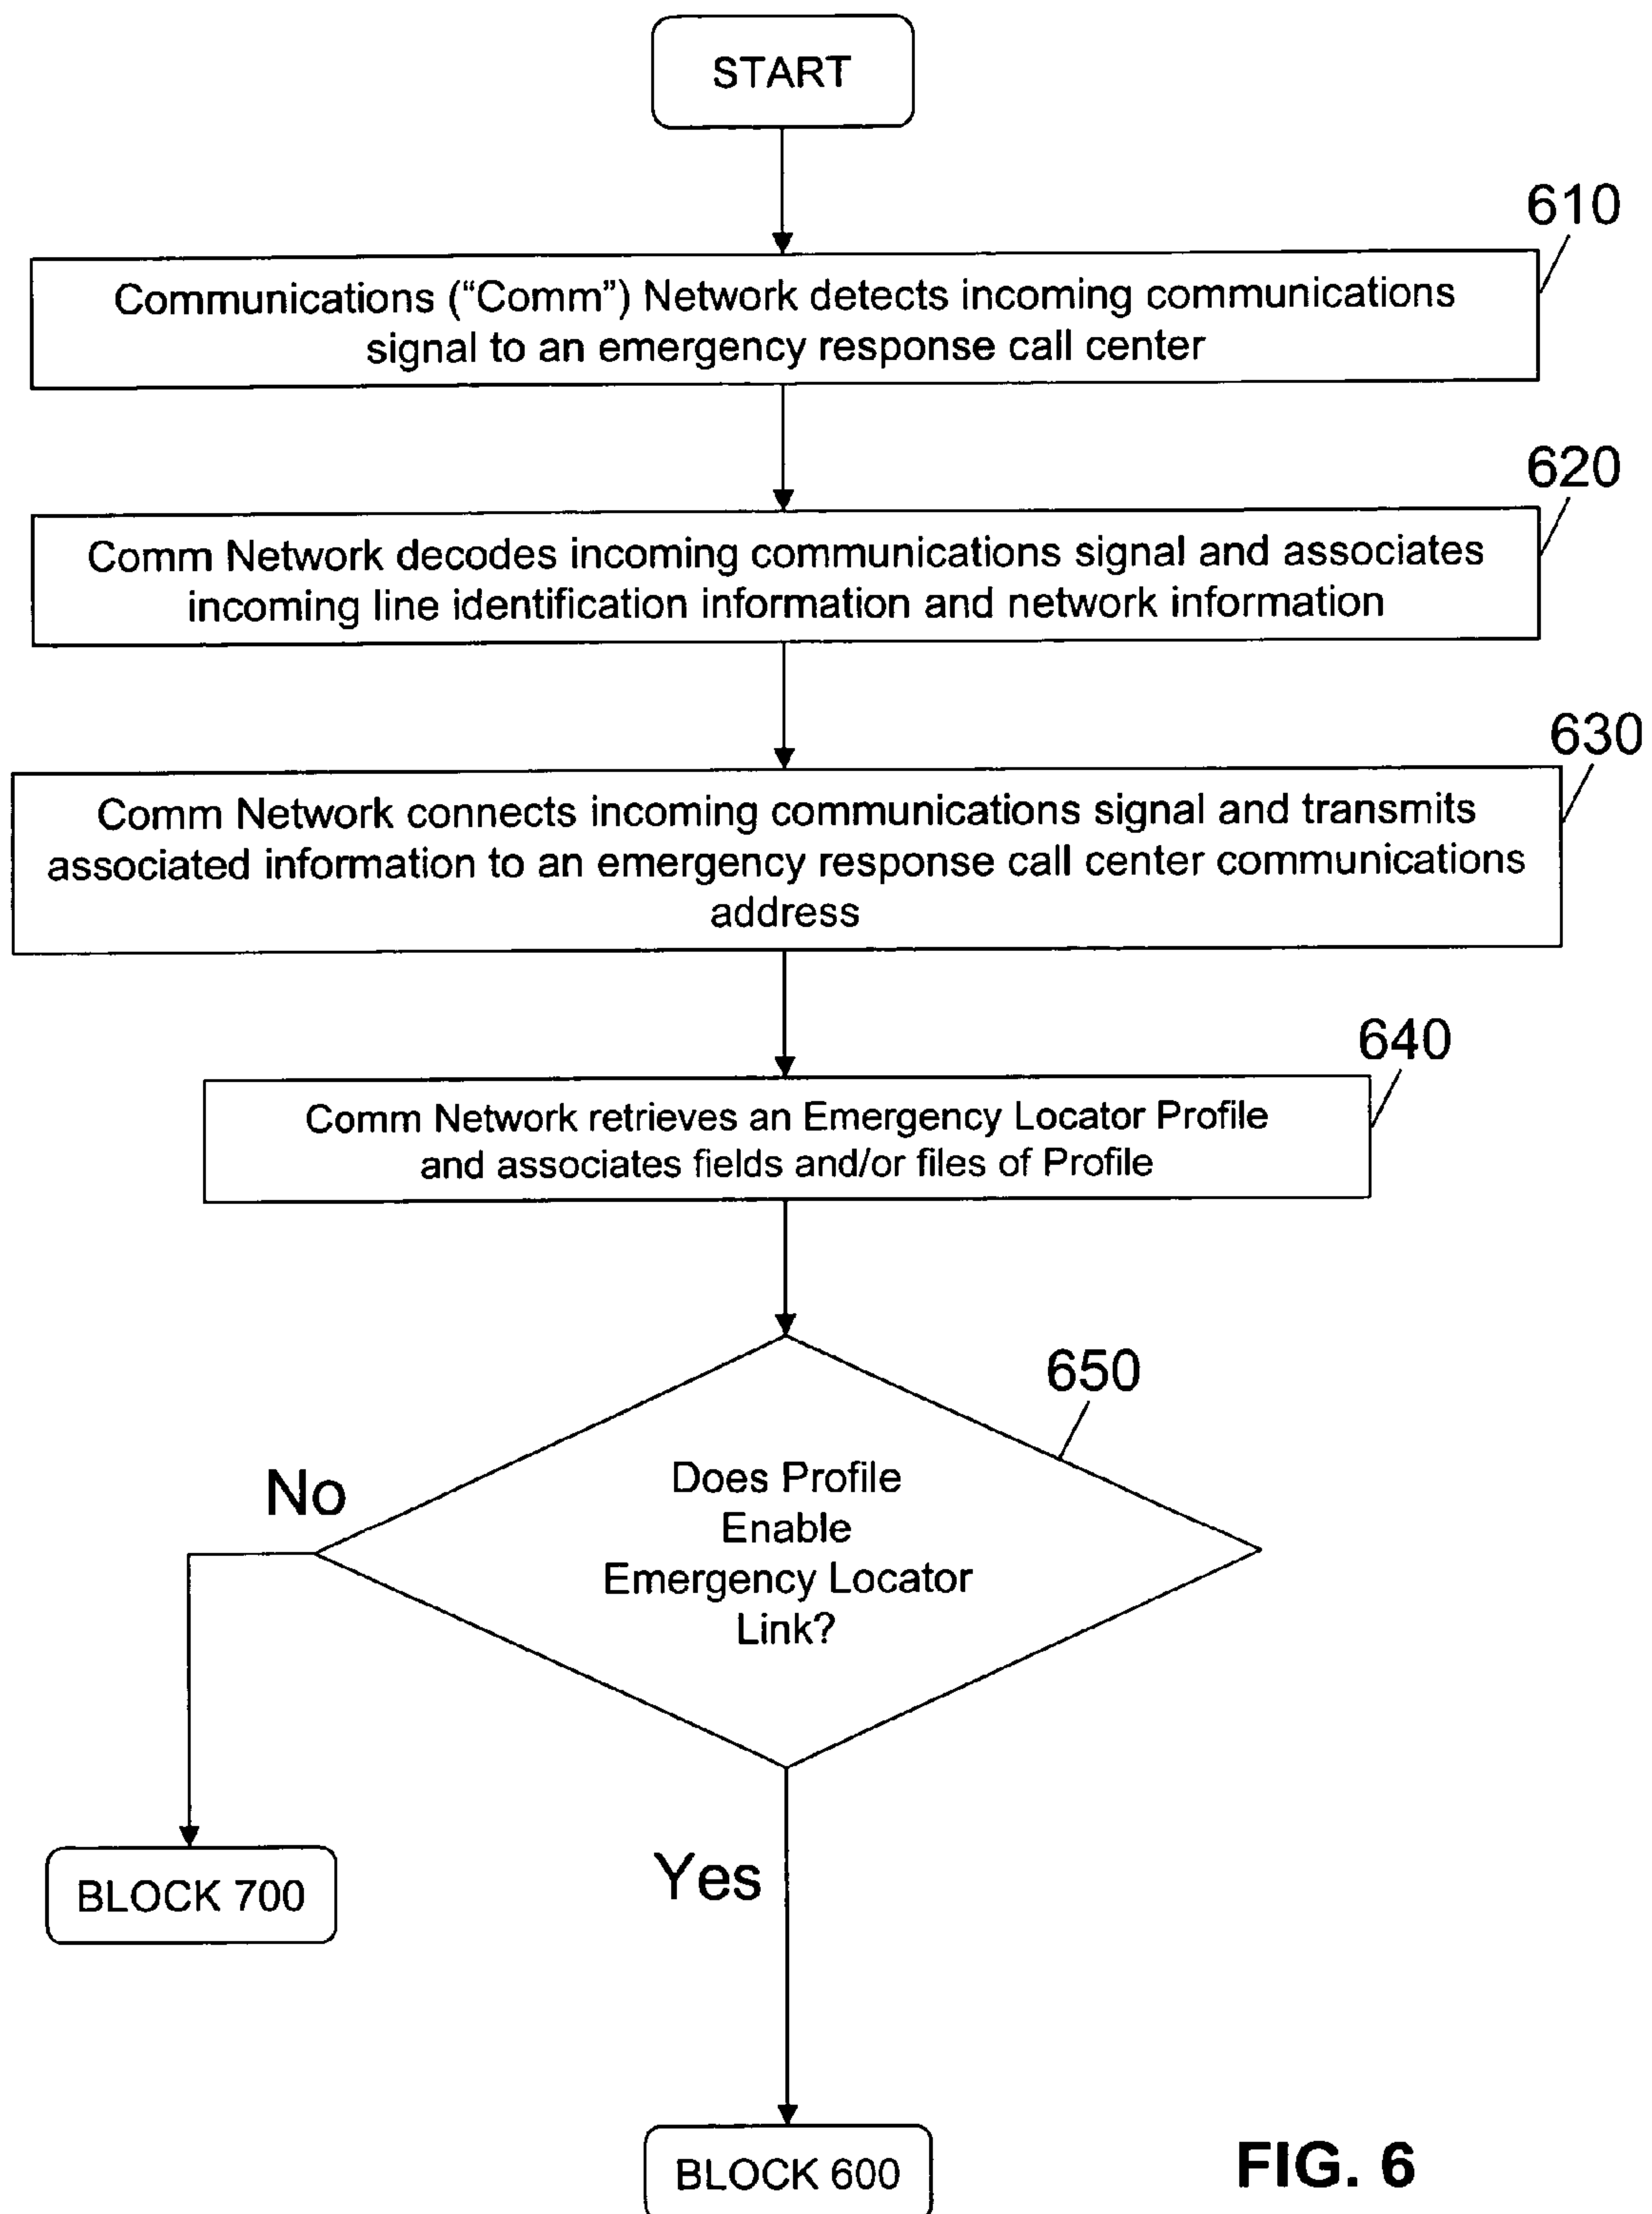 START
610
Communications (“Comm”) Network detects incoming communications
signal to an emergency response call center
620
Comm Network decodes incoming communications signal and associates
incoming line identification information and network information
630
Comm Network connects incoming communications signal and transmits
associated information to an emergency response call center communications
address
640
Comm Network retrieves an Emergency Locator Profile
and associates fields and/or files of Profile
650
Does Profile
Enable
Emergency Locator
Link?
No
Yes
BLOCK 700
BLOCK 600
FIG. 6